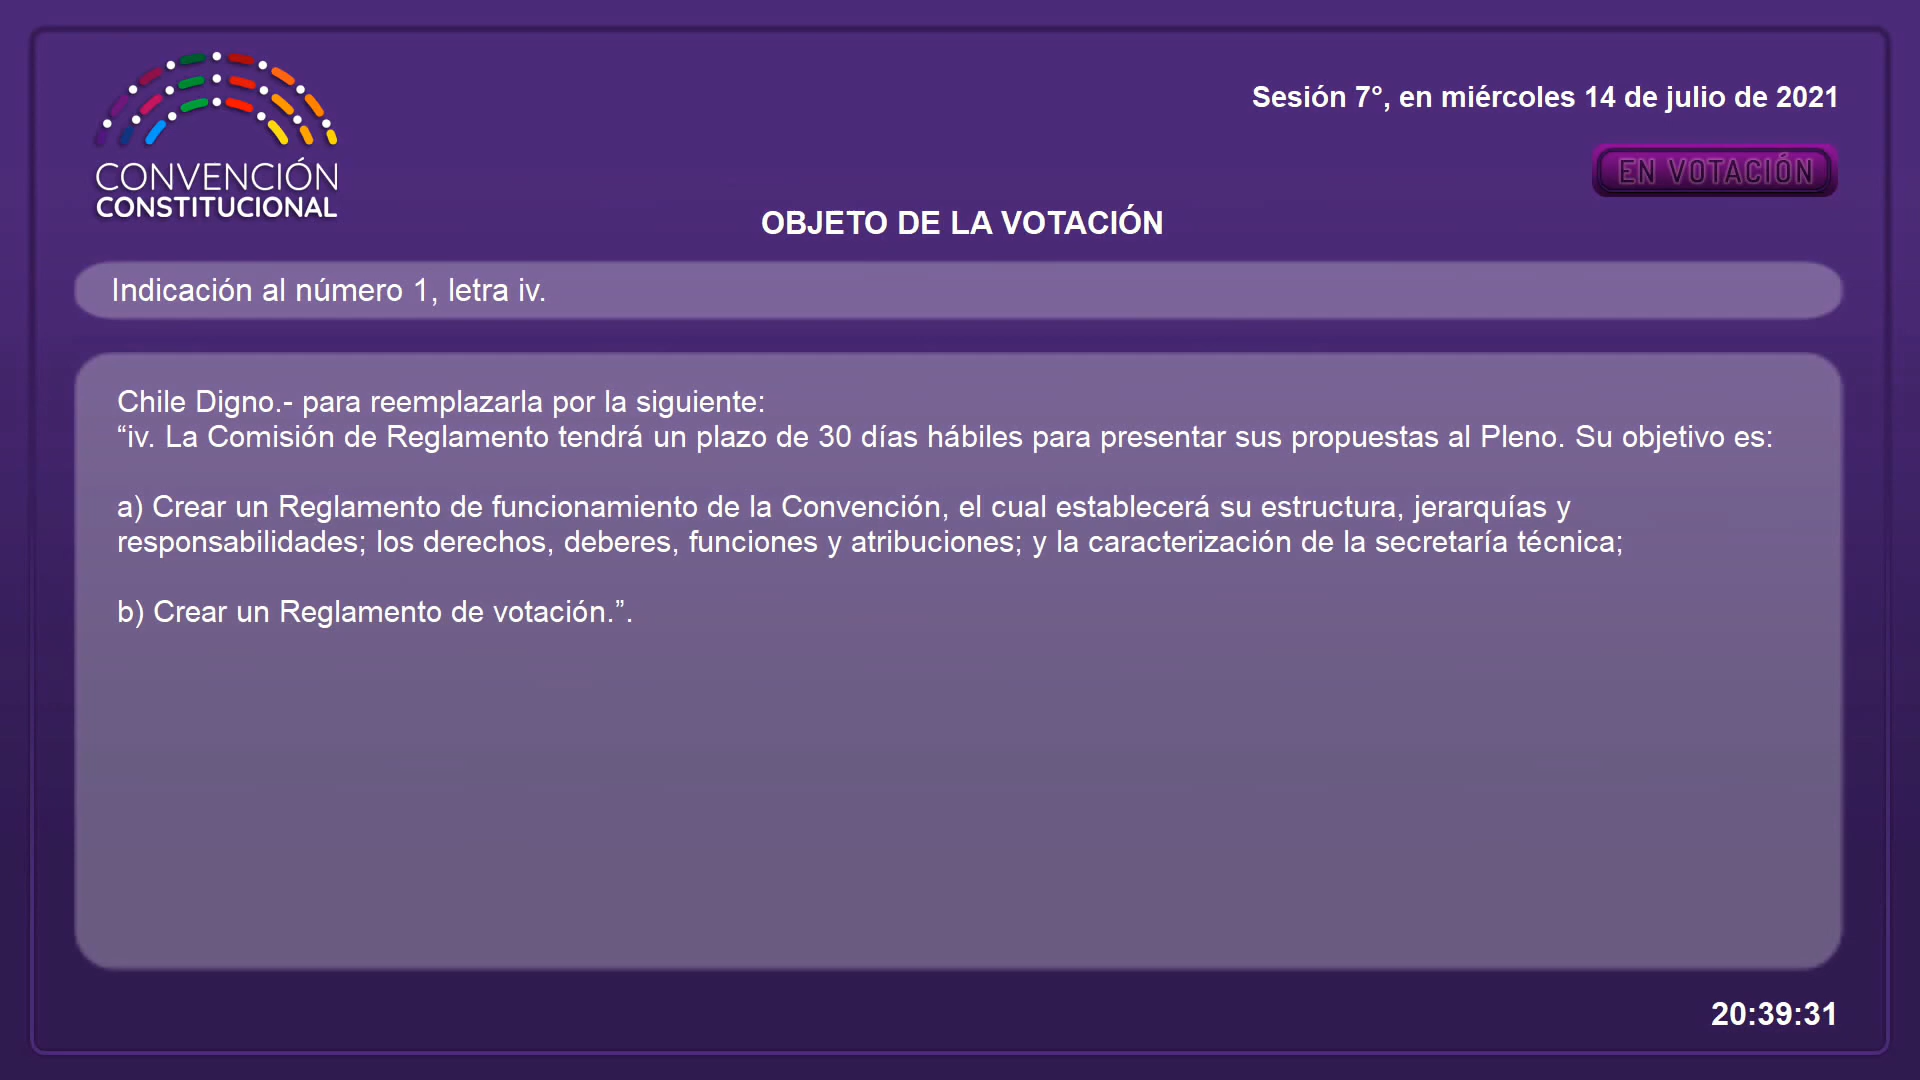 CONVENCIÓN
CONSTITUCIONAL
Sesión 7°, en miércoles 14 de julio de 2021
EN VOTACIÓN
OBJETO DE LA VOTACIÓN
Indicación al número 1, letra iv.
Chile Digno.- para reemplazarla por la siguiente:
“iv. La Comisión de Reglamento tendrá un plazo de 30 días hábiles para presentar sus propuestas al Pleno. Su objetivo es:
a) Crear un Reglamento de funcionamiento de la Convención, el cual establecerá su estructura, jerarquías y
responsabilidades; los derechos, deberes, funciones y atribuciones; y la caracterización de la secretaría técnica;
b) Crear un Reglamento de votación.”.
20:39:31